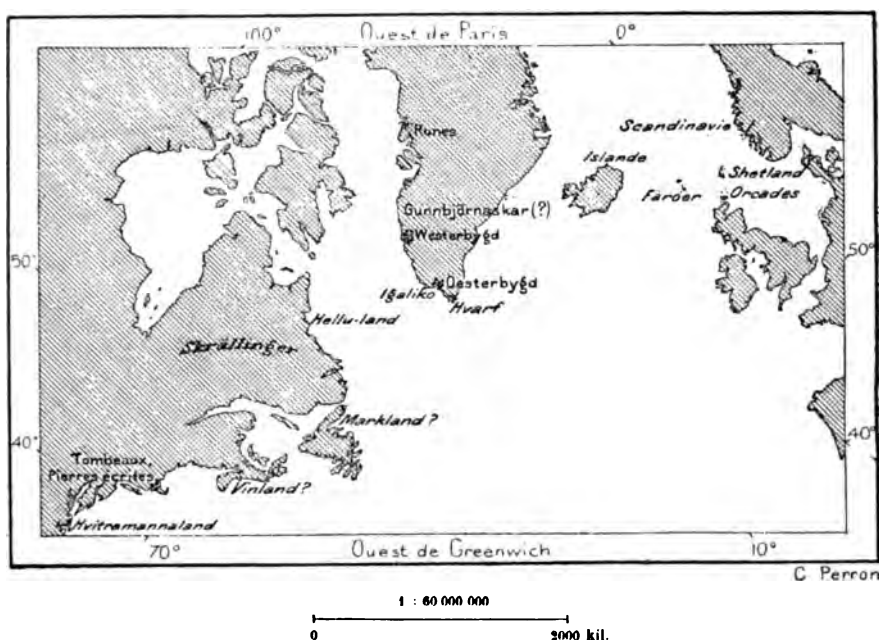 100° Ouest de Paris 0°
Scandinavie
Runes
Islande
Shetland
Färöer
Orcades
Gunnbjörnaskar(?)
Westerbygd
50° 50°
Oesterbygd
Igaliko
Hvarf
Hellu-land
Skrällinger
Markland?
40° 40°
Tombeaux,
Pierres écrites
Vinland?
Hvitramannaland
70° Ouest de Greenwich 10°
C. Perron
1 : 60 000 000
0 2000 kil.